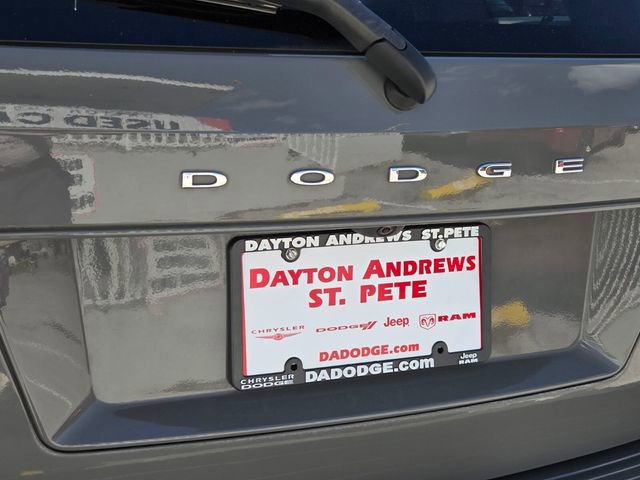 USED C
DODGE
DAYTON ANDREWS ST. PETE
DAYTON ANDREWS
ST. PETE
CHRYSLER DODGE Jeep RAM
DADODGE.com
CHRYSLER
DODGE
DADODGE.com
Jeep
RAM